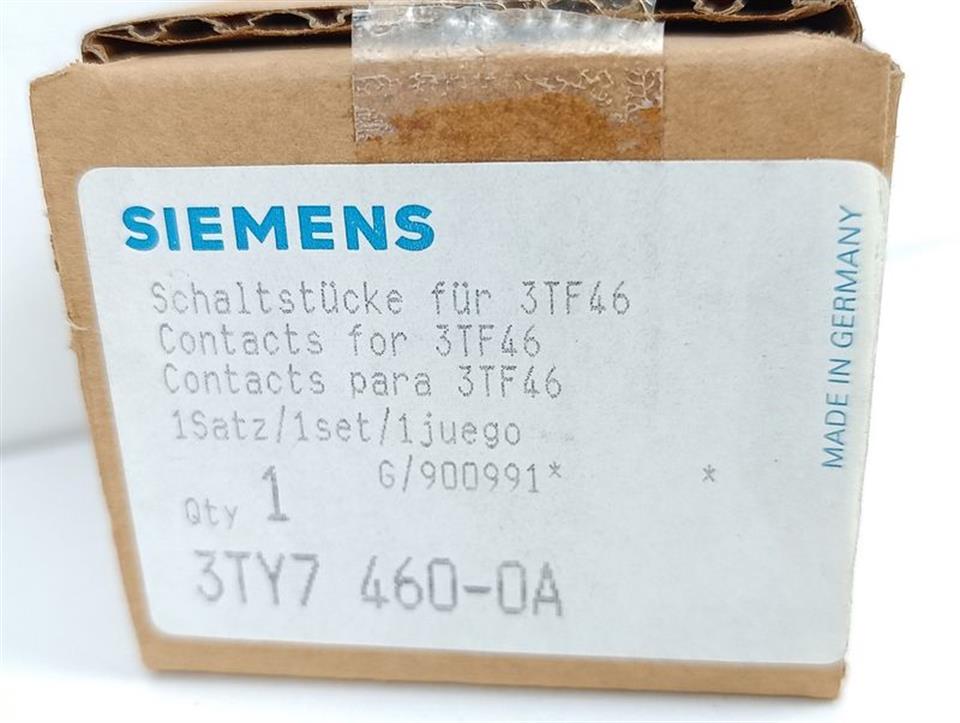 SIEMENS
Schaltstücke für 3TF46
Contacts for 3TF46
Contacts para 3TF46
1Satz/1set/1juego
G/900991* *
Qty 1
3TY7 460-0A
MADE IN GERMANY